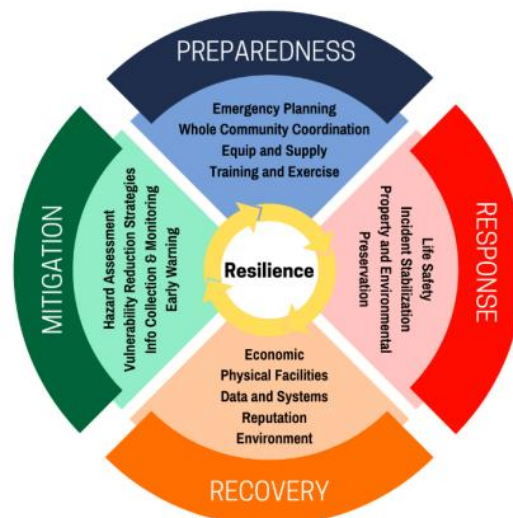 PREPAREDNESS
Emergency Planning
Whole Community Coordination
Equip and Supply
Training and Exercise
RESPONSE
Life Safety
Incident Stabilization
Property and Environmental
Preservation
RECOVERY
Economic
Physical Facilities
Data and Systems
Reputation
Environment
MITIGATION
Hazard Assessment
Vulnerability Reduction Strategies
Info Collection & Monitoring
Early Warning
Resilience